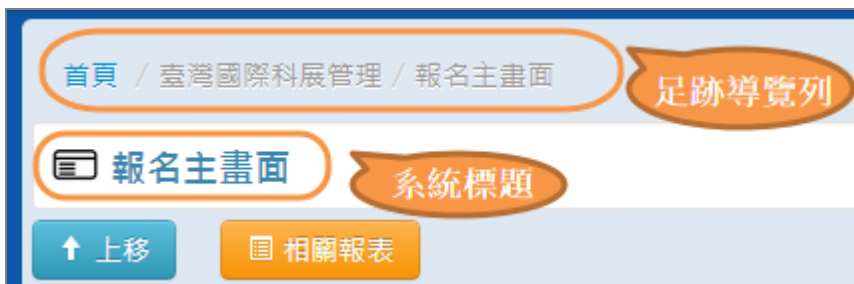 首頁 / 臺灣國際科展管理 / 報名主畫面
足跡導覽列
報名主畫面
系統標題
上移
相關報表